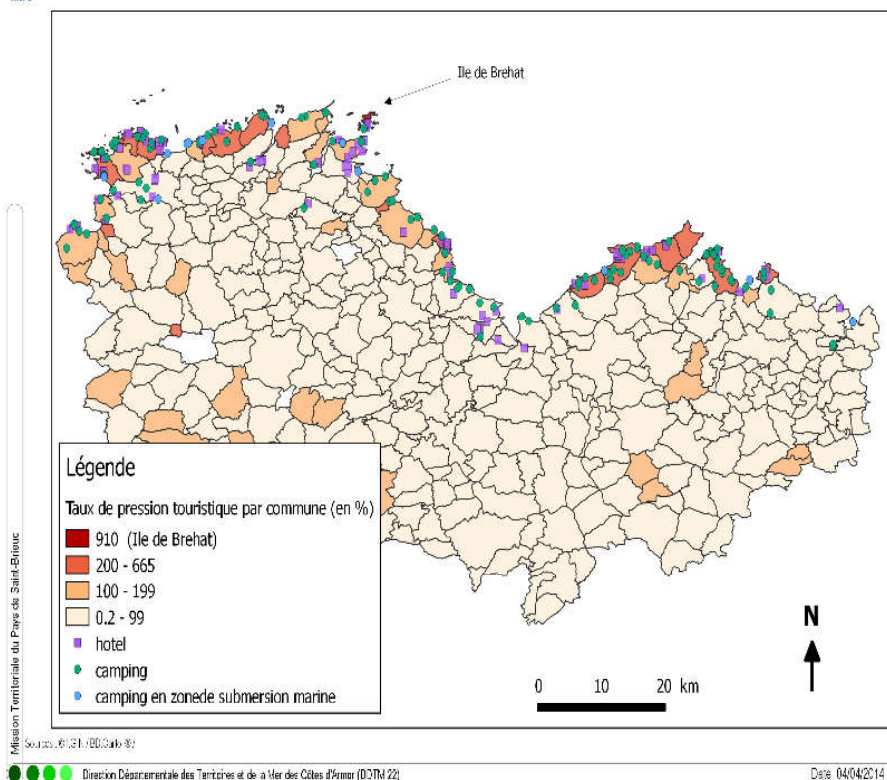 Ile de Brehat
Légende
Taux de pression touristique par commune (en %)
910 (Ile de Brehat)
200 - 665
100 - 199
0.2 - 99
hotel
camping
camping en zonede submersion marine
N
0 10 20 km
Mission Territoriale du Pays de Saint-Brieuc
Direction Départementale des Territoires et de la Mer des Côtes d'Armor (DDTM 22)
Date 04/04/2014